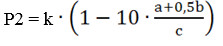 P2 = k · (1 − 10 · (a+0,5b)/c)